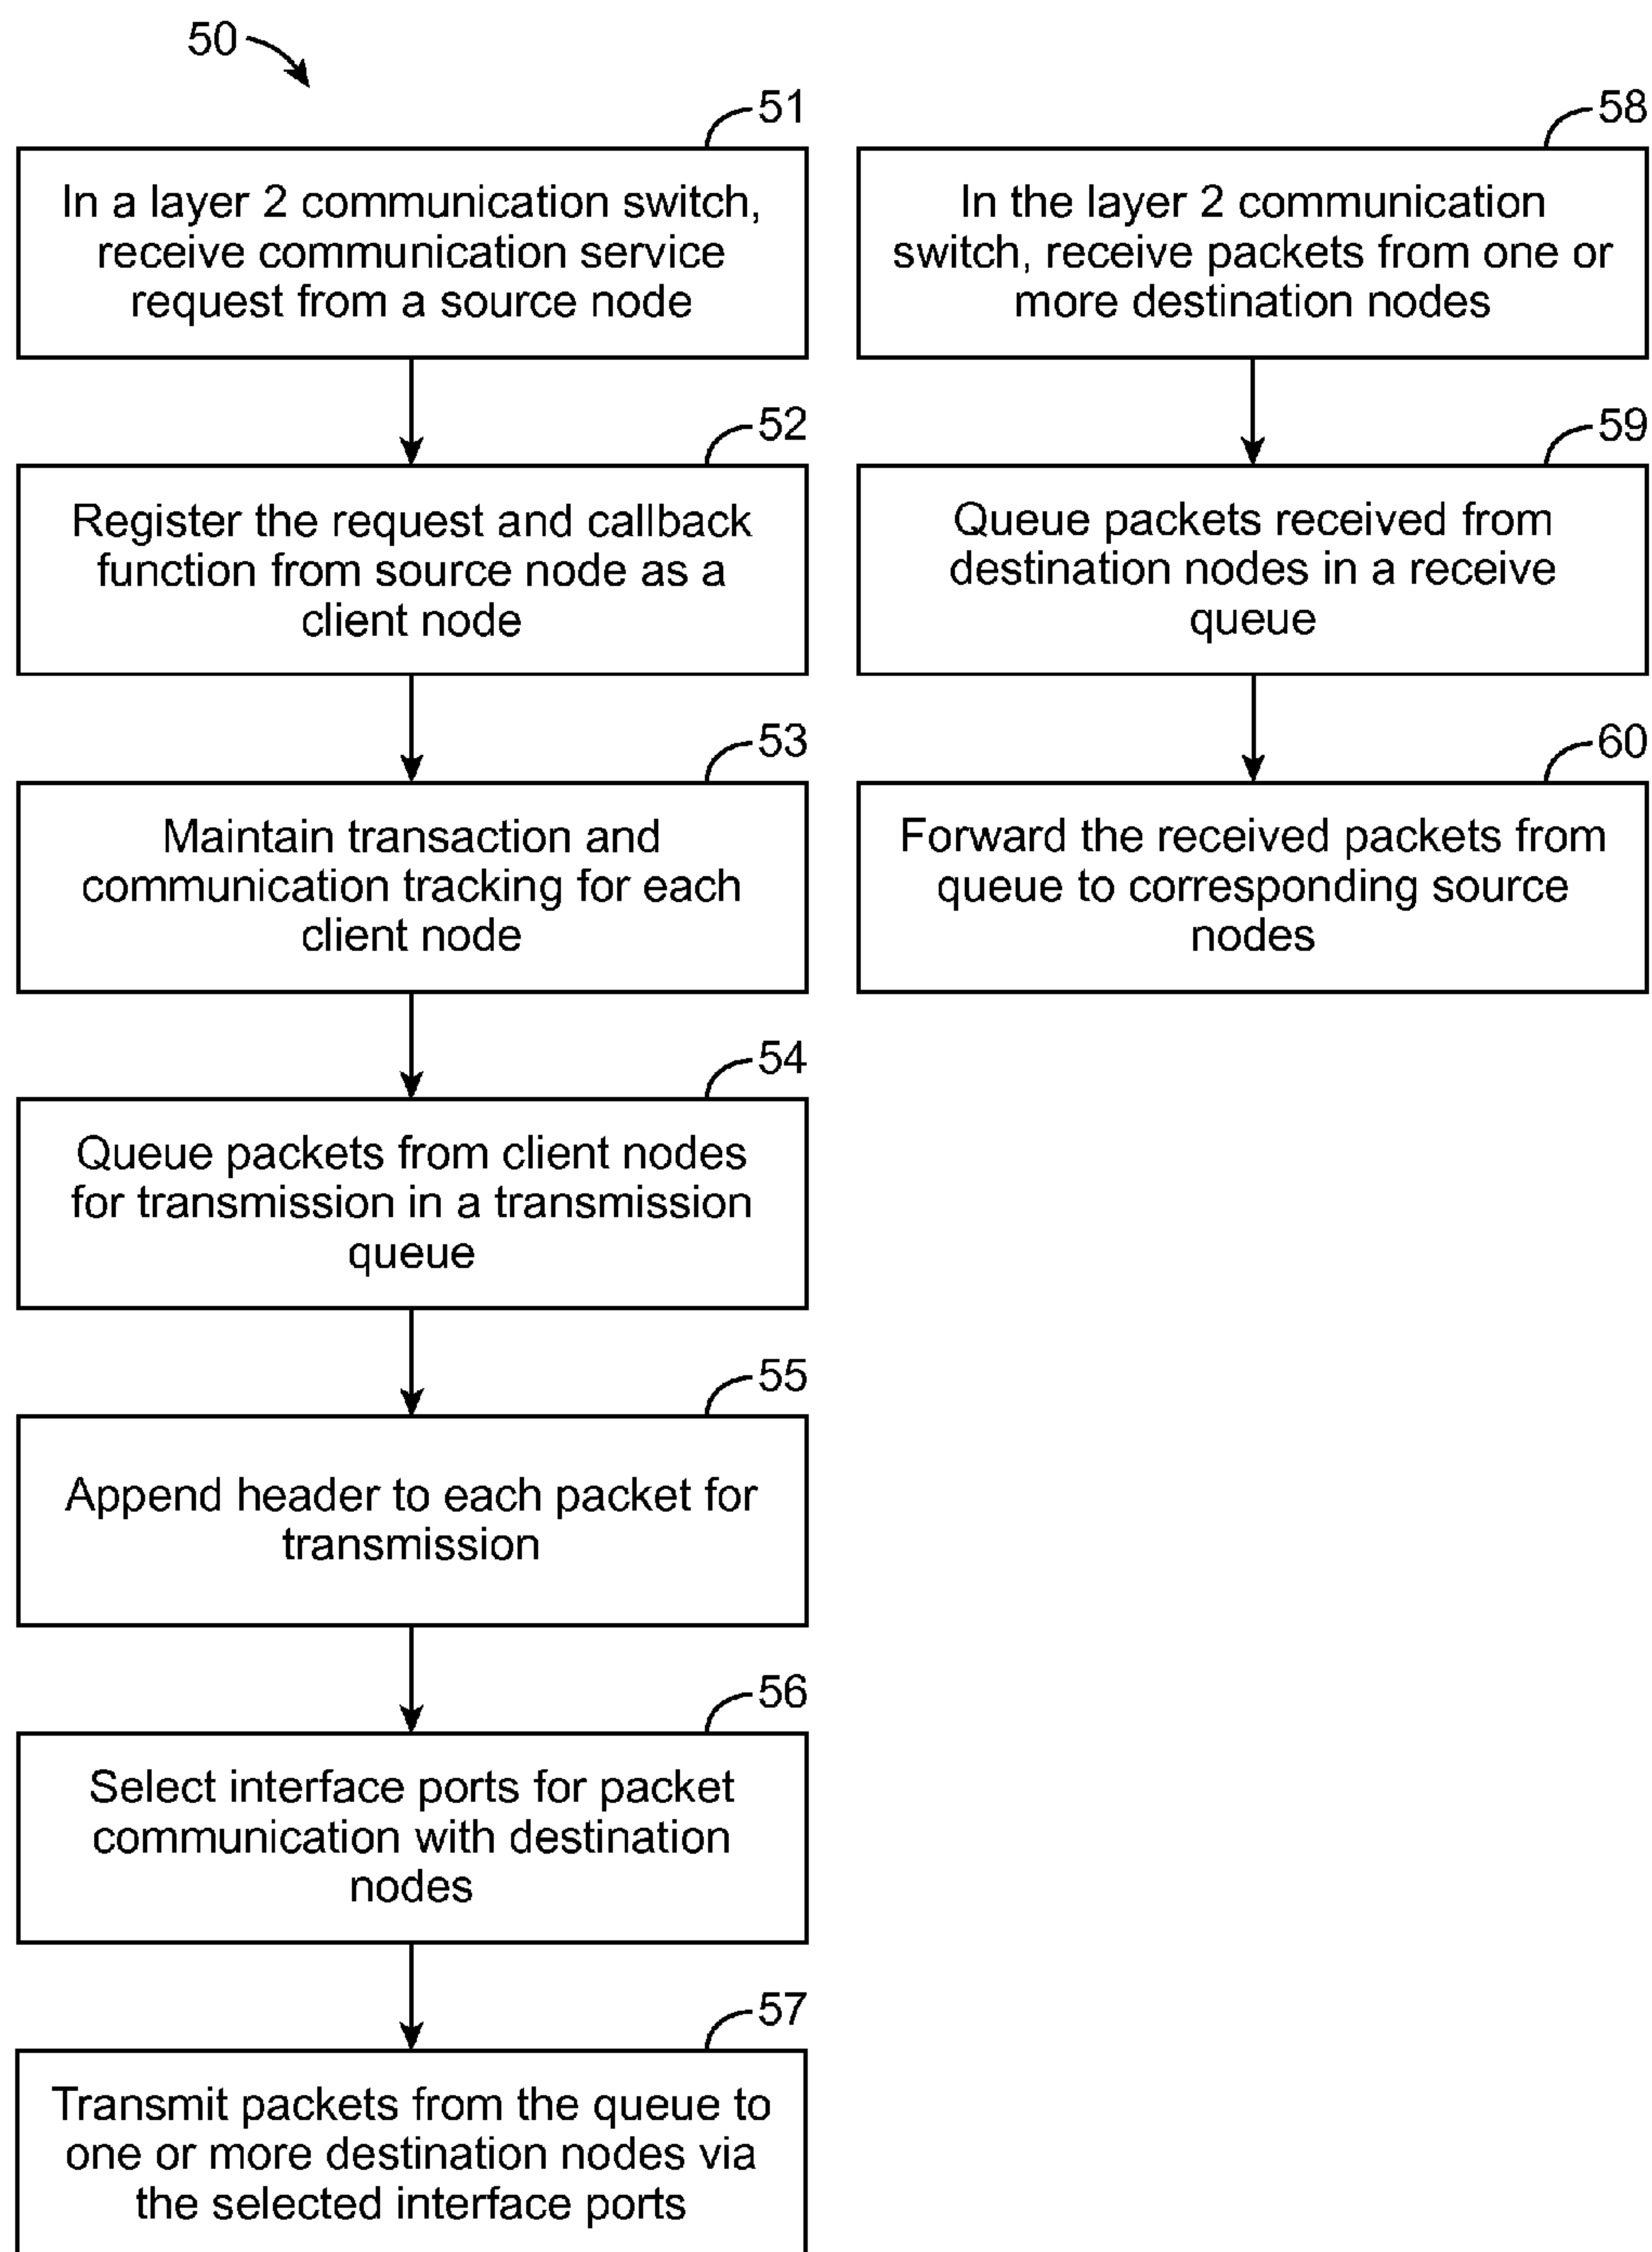 50
51
In a layer 2 communication switch,
receive communication service
request from a source node
52
Register the request and callback
function from source node as a
client node
53
Maintain transaction and
communication tracking for each
client node
54
Queue packets from client nodes
for transmission in a transmission
queue
55
Append header to each packet for
transmission
56
Select interface ports for packet
communication with destination
nodes
57
Transmit packets from the queue to
one or more destination nodes via
the selected interface ports
58
In the layer 2 communication
switch, receive packets from one or
more destination nodes
59
Queue packets received from
destination nodes in a receive
queue
60
Forward the received packets from
queue to corresponding source
nodes